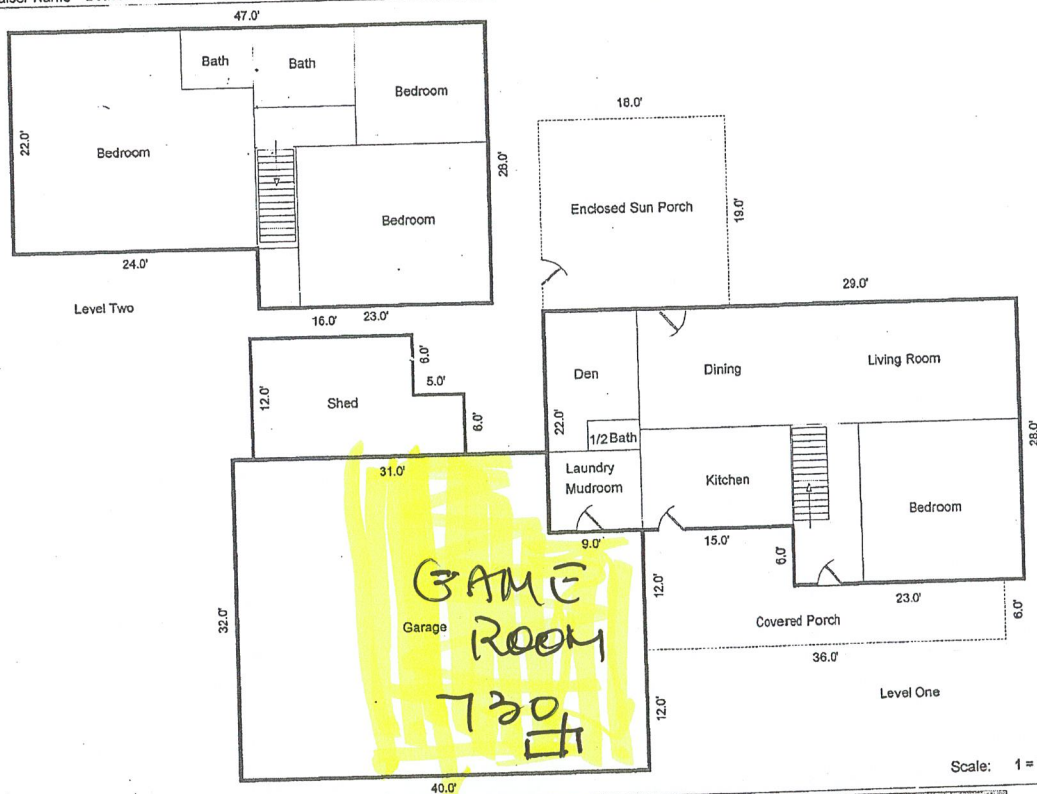 47.0'
Bath
Bath
Bedroom
22.0'
Bedroom
28.0'
Bedroom
24.0'
23.0'
Level Two
18.0'
Enclosed Sun Porch
19.0'
29.0'
16.0'
6.0'
5.0'
12.0'
Shed
6.0'
Den
Dining
Living Room
22.0'
1/2 Bath
28.0'
31.0'
Laundry
Mudroom
Kitchen
Bedroom
9.0'
15.0'
6.0'
23.0'
6.0'
32.0'
GAME
Garage
ROOM
730
12.0'
12.0'
Covered Porch
36.0'
Level One
40.0'
Scale: 1 =